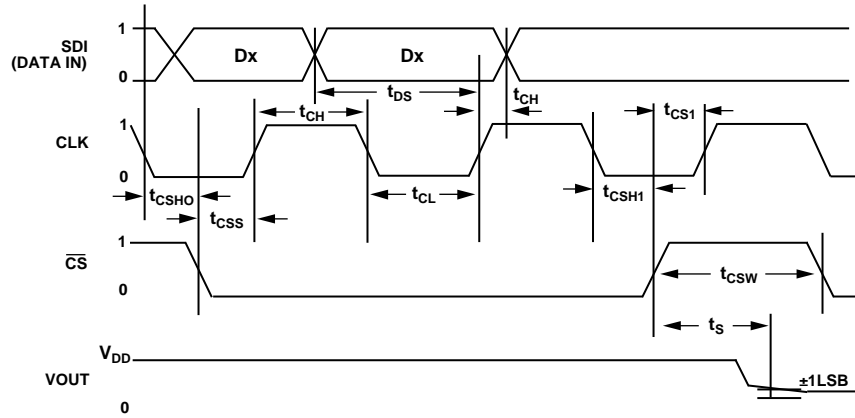 SDI
(DATA IN)
1
0
Dx
Dx
tDS
tCH
tCH
tCS1
CLK
1
0
tCSHO
tCSS
tCL
tCSH1
CS
1
0
tCSW
tS
VOUT
VDD
0
±1LSB